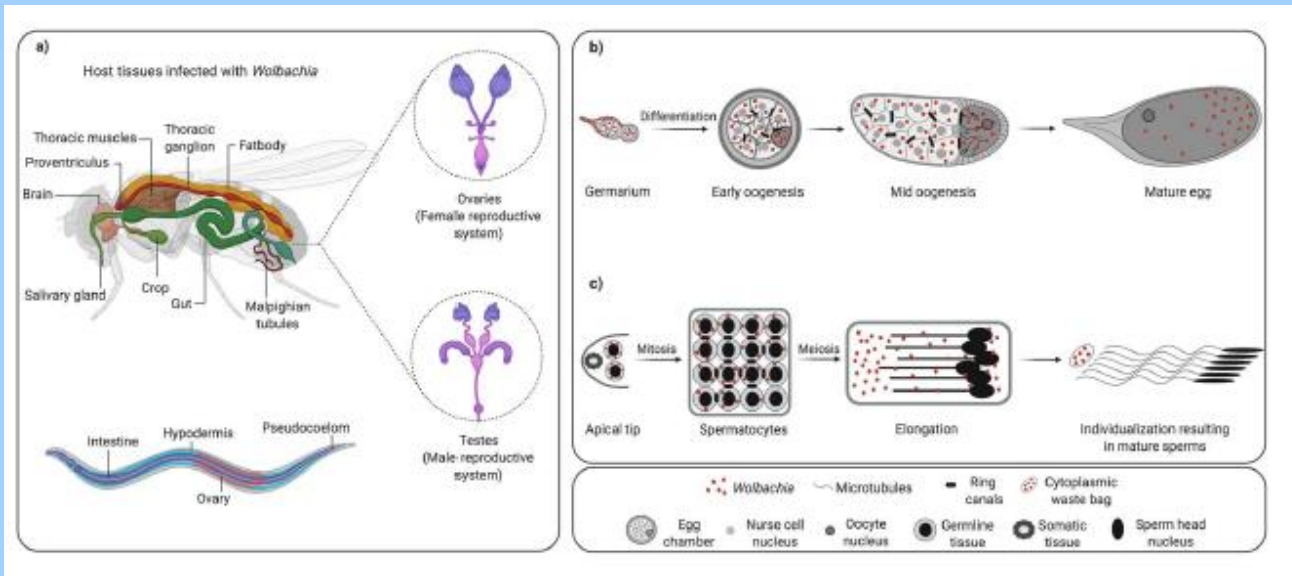 a)
Host tissues infected with Wolbachia
Thoracic muscles
Thoracic
ganglion
Fatbody
Proventriculus
Brain
Salivary gland
Crop
Gut
Malpighian
tubules
Ovaries
(Female reproductive
system)
Testes
(Male-reproductive
system)
Intestine
Hypodermis
Pseudocoelom
Ovary
b)
Differentiation
Germarium
Early oogenesis
Mid oogenesis
Mature egg
c)
Mitosis
Meiosis
Apical tip
Spermatocytes
Elongation
Individualization resulting
in mature sperms
Wolbachia
Microtubules
Ring
canals
Cytoplasmic
waste bag
Egg
chamber
Nurse cell
nucleus
Oocyte
nucleus
Germline
tissue
Somatic
tissue
Sperm head
nucleus